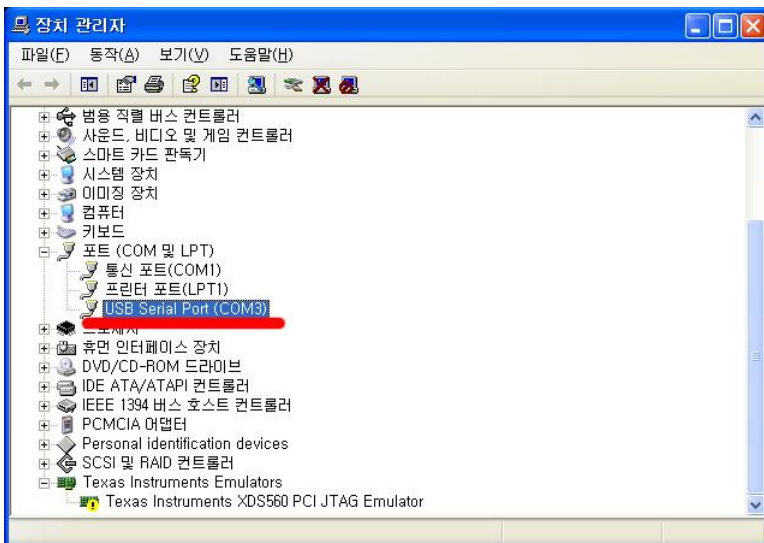 장치 관리자
파일(F) 동작(A) 보기(V) 도움말(H)
범용 직렬 버스 컨트롤러
사운드, 비디오 및 게임 컨트롤러
스마트 카드 판독기
시스템 장치
이미징 장치
컴퓨터
키보드
포트 (COM 및 LPT)
통신 포트(COM1)
프린터 포트(LPT1)
USB Serial Port (COM3)
휴먼 인터페이스 장치
DVD/CD-ROM 드라이브
IDE ATA/ATAPI 컨트롤러
IEEE 1394 버스 호스트 컨트롤러
PCMCIA 어댑터
Personal identification devices
SCSI 및 RAID 컨트롤러
Texas Instruments Emulators
Texas Instruments XDS560 PCI JTAG Emulator